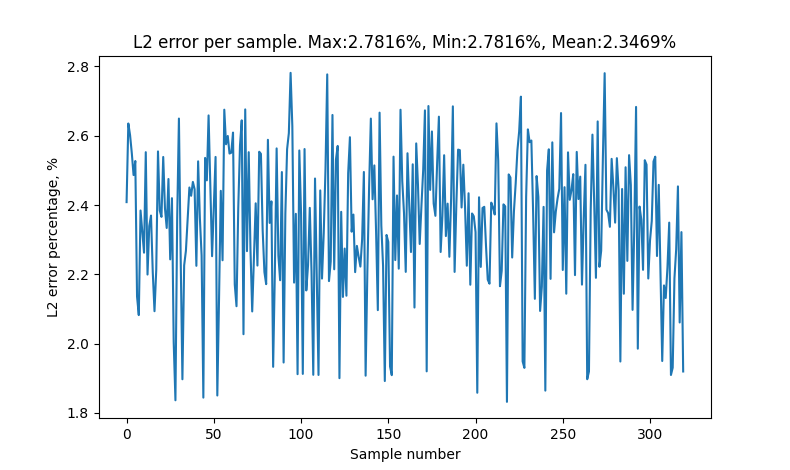 L2 error per sample. Max:2.7816%, Min:2.7816%, Mean:2.3469%
L2 error percentage, %
2.8
2.6
2.4
2.2
2.0
1.8
0 50 100 150 200 250 300
Sample number